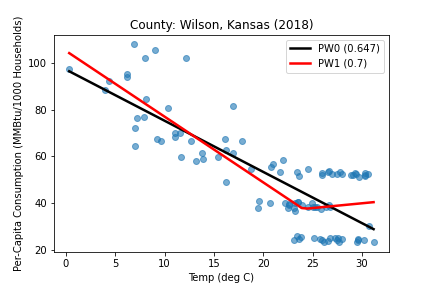 County: Wilson, Kansas (2018)
PW0 (0.647)
PW1 (0.7)
Per-Capita Consumption (MMBtu/1000 Households)
100
80
60
40
20
0
5
10
15
20
25
30
Temp (deg C)